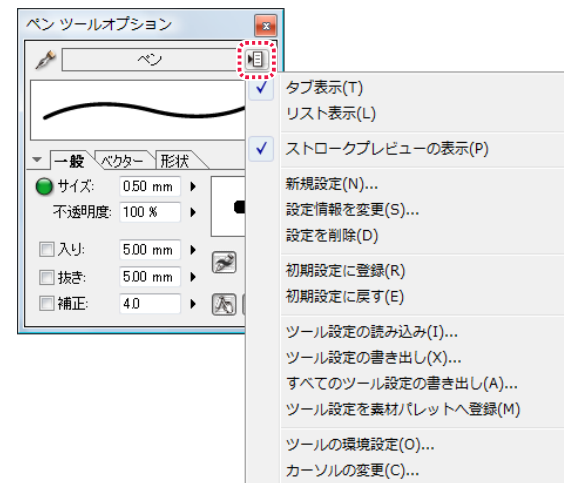 ペン ツールオプション
ペン
一般 ベクター 形状
サイズ: 0.50 mm
不透明度: 100 %
入り: 5.00 mm
抜き: 5.00 mm
補正: 4.0
タブ表示(T)
リスト表示(L)
ストロークプレビューの表示(P)
新規設定(N)...
設定情報を変更(S)...
設定を削除(D)
初期設定に登録(R)
初期設定に戻す(E)
ツール設定の読み込み(I)...
ツール設定の書き出し(X)...
すべてのツール設定の書き出し(A)...
ツール設定を素材パレットへ登録(M)
ツールの環境設定(O)...
カーソルの変更(C)...